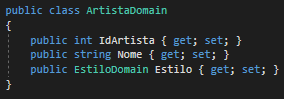 public class ArtistaDomain
{
public int IdArtista { get; set; }
public string Nome { get; set; }
public EstiloDomain Estilo { get; set; }
}